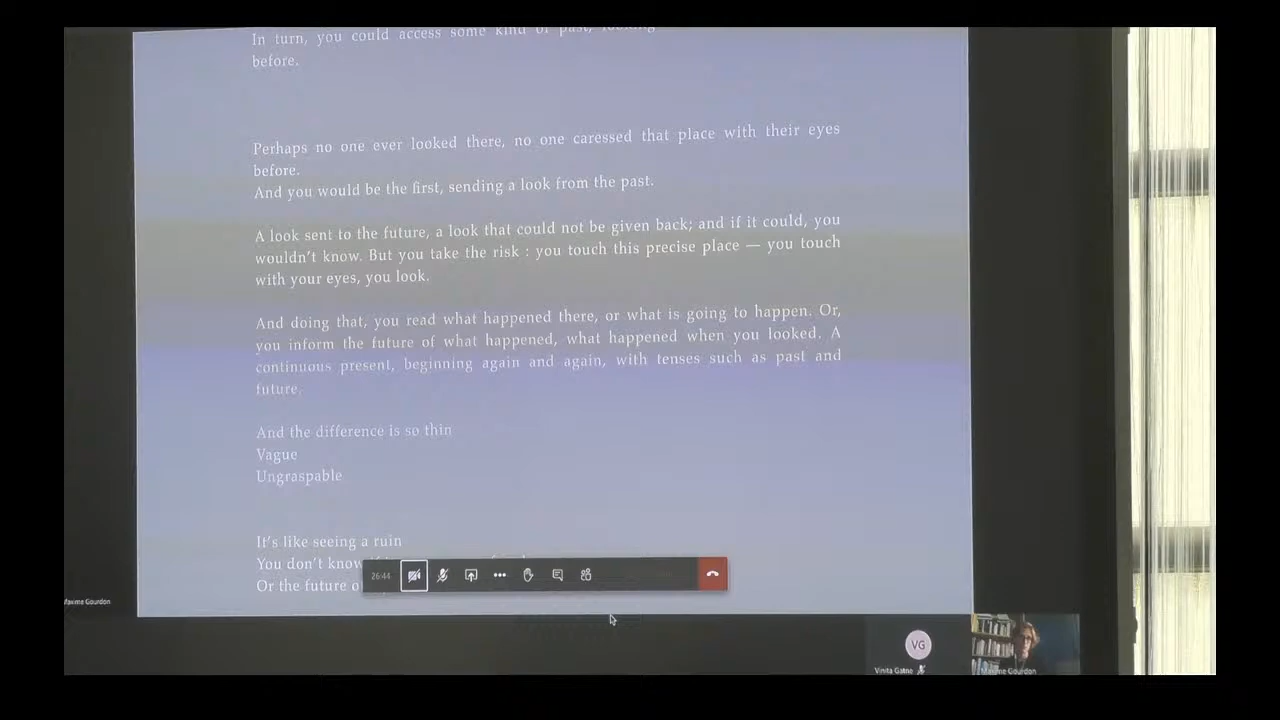 In turn, you could access some kind of past, looking
before.
Perhaps no one ever looked there, no one caressed that place with their eyes
before.
And you would be the first, sending a look from the past.
A look sent to the future, a look that could not be given back; and if it could, you
wouldn't know. But you take the risk : you touch this precise place — you touch
with your eyes, you look.
And doing that, you read what happened there, or what is going to happen. Or,
you inform the future of what happened, what happened when you looked. A
continuous present, beginning again and again, with tenses such as past and
future.
And the difference is so thin
Vague
Ungraspable
It's like seeing a ruin
You don't know
Or the future o
26:44
Maxime Gourdon
VG
Vinita Gatne
Maxime Gourdon